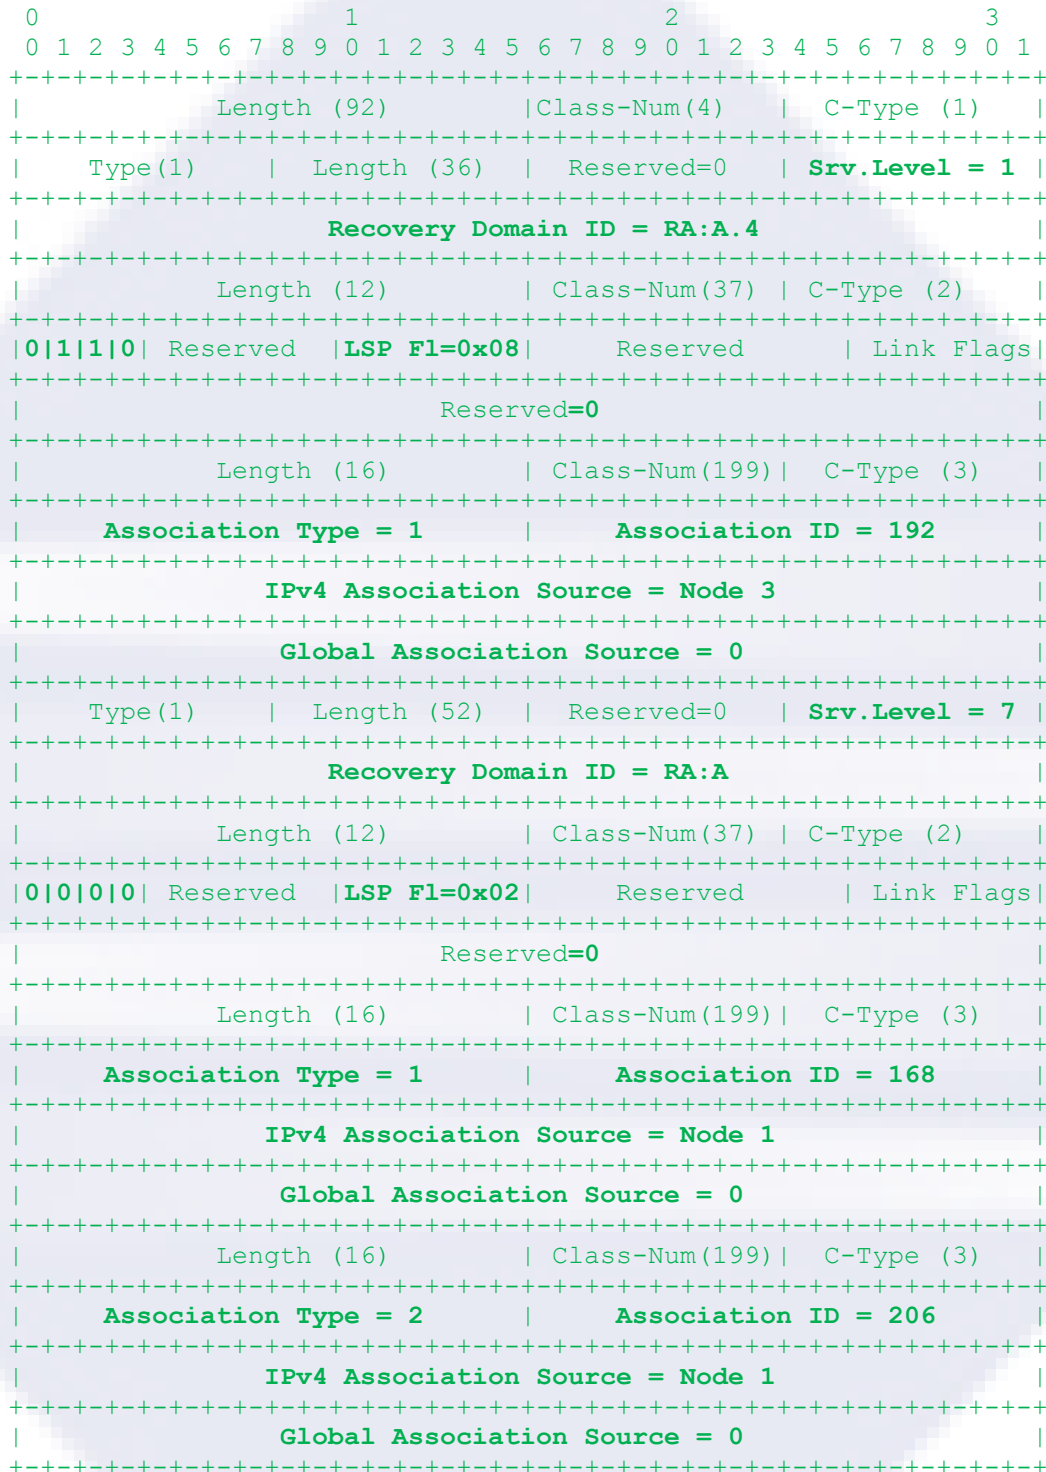 0                   1                   2                   3
 0 1 2 3 4 5 6 7 8 9 0 1 2 3 4 5 6 7 8 9 0 1 2 3 4 5 6 7 8 9 0 1
+-+-+-+-+-+-+-+-+-+-+-+-+-+-+-+-+-+-+-+-+-+-+-+-+-+-+-+-+-+-+-+-+
|            Length (92)        |Class-Num(4)   |  C-Type (1)   |
+-+-+-+-+-+-+-+-+-+-+-+-+-+-+-+-+-+-+-+-+-+-+-+-+-+-+-+-+-+-+-+-+
|    Type(1)    |  Length (36)  |  Reserved=0   | Srv.Level = 1 |
+-+-+-+-+-+-+-+-+-+-+-+-+-+-+-+-+-+-+-+-+-+-+-+-+-+-+-+-+-+-+-+-+
|                   Recovery Domain ID = RA:A.4                 |
+-+-+-+-+-+-+-+-+-+-+-+-+-+-+-+-+-+-+-+-+-+-+-+-+-+-+-+-+-+-+-+-+
|            Length (12)        | Class-Num(37) | C-Type (2)    |
+-+-+-+-+-+-+-+-+-+-+-+-+-+-+-+-+-+-+-+-+-+-+-+-+-+-+-+-+-+-+-+-+
|0|1|1|0| Reserved  |LSP Fl=0x08|     Reserved      | Link Flags|
+-+-+-+-+-+-+-+-+-+-+-+-+-+-+-+-+-+-+-+-+-+-+-+-+-+-+-+-+-+-+-+-+
|                          Reserved=0                           |
+-+-+-+-+-+-+-+-+-+-+-+-+-+-+-+-+-+-+-+-+-+-+-+-+-+-+-+-+-+-+-+-+
|            Length (16)        | Class-Num(199)|  C-Type (3)   |
+-+-+-+-+-+-+-+-+-+-+-+-+-+-+-+-+-+-+-+-+-+-+-+-+-+-+-+-+-+-+-+-+
|     Association Type = 1      |     Association ID = 192      |
+-+-+-+-+-+-+-+-+-+-+-+-+-+-+-+-+-+-+-+-+-+-+-+-+-+-+-+-+-+-+-+-+
|               IPv4 Association Source = Node 3                |
+-+-+-+-+-+-+-+-+-+-+-+-+-+-+-+-+-+-+-+-+-+-+-+-+-+-+-+-+-+-+-+-+
|                Global Association Source = 0                  |
+-+-+-+-+-+-+-+-+-+-+-+-+-+-+-+-+-+-+-+-+-+-+-+-+-+-+-+-+-+-+-+-+
|    Type(1)    |  Length (52)  |  Reserved=0   | Srv.Level = 7 |
+-+-+-+-+-+-+-+-+-+-+-+-+-+-+-+-+-+-+-+-+-+-+-+-+-+-+-+-+-+-+-+-+
|                   Recovery Domain ID = RA:A                   |
+-+-+-+-+-+-+-+-+-+-+-+-+-+-+-+-+-+-+-+-+-+-+-+-+-+-+-+-+-+-+-+-+
|            Length (12)        | Class-Num(37) | C-Type (2)    |
+-+-+-+-+-+-+-+-+-+-+-+-+-+-+-+-+-+-+-+-+-+-+-+-+-+-+-+-+-+-+-+-+
|0|0|0|0| Reserved  |LSP Fl=0x02|     Reserved      | Link Flags|
+-+-+-+-+-+-+-+-+-+-+-+-+-+-+-+-+-+-+-+-+-+-+-+-+-+-+-+-+-+-+-+-+
|                          Reserved=0                           |
+-+-+-+-+-+-+-+-+-+-+-+-+-+-+-+-+-+-+-+-+-+-+-+-+-+-+-+-+-+-+-+-+
|            Length (16)        | Class-Num(199)|  C-Type (3)   |
+-+-+-+-+-+-+-+-+-+-+-+-+-+-+-+-+-+-+-+-+-+-+-+-+-+-+-+-+-+-+-+-+
|     Association Type = 1      |     Association ID = 168      |
+-+-+-+-+-+-+-+-+-+-+-+-+-+-+-+-+-+-+-+-+-+-+-+-+-+-+-+-+-+-+-+-+
|               IPv4 Association Source = Node 1                |
+-+-+-+-+-+-+-+-+-+-+-+-+-+-+-+-+-+-+-+-+-+-+-+-+-+-+-+-+-+-+-+-+
|                Global Association Source = 0                  |
+-+-+-+-+-+-+-+-+-+-+-+-+-+-+-+-+-+-+-+-+-+-+-+-+-+-+-+-+-+-+-+-+
|            Length (16)        | Class-Num(199)|  C-Type (3)   |
+-+-+-+-+-+-+-+-+-+-+-+-+-+-+-+-+-+-+-+-+-+-+-+-+-+-+-+-+-+-+-+-+
|     Association Type = 2      |     Association ID = 206      |
+-+-+-+-+-+-+-+-+-+-+-+-+-+-+-+-+-+-+-+-+-+-+-+-+-+-+-+-+-+-+-+-+
|               IPv4 Association Source = Node 1                |
+-+-+-+-+-+-+-+-+-+-+-+-+-+-+-+-+-+-+-+-+-+-+-+-+-+-+-+-+-+-+-+-+
|                Global Association Source = 0                  |
+-+-+-+-+-+-+-+-+-+-+-+-+-+-+-+-+-+-+-+-+-+-+-+-+-+-+-+-+-+-+-+-+